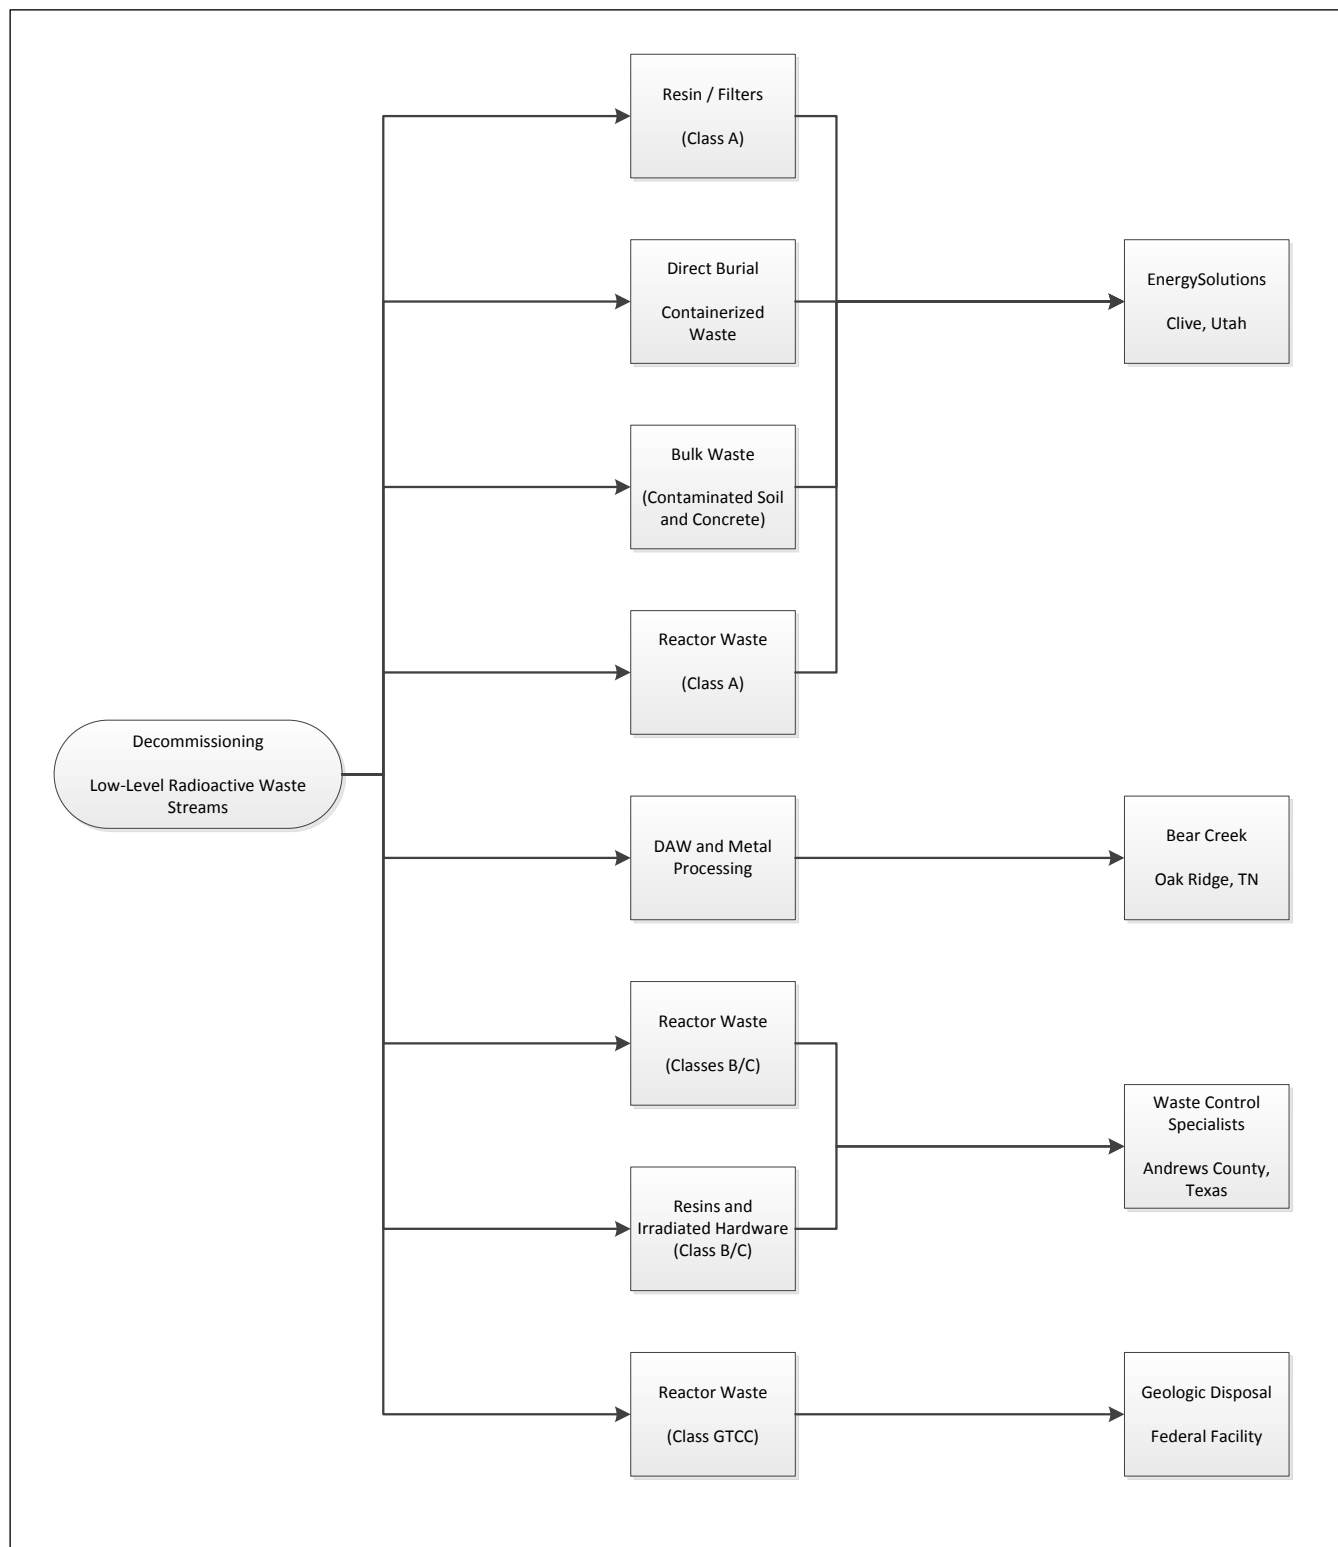 Resin / Filters
(Class A)
Direct Burial
Containerized
Waste
EnergySolutions
Clive, Utah
Bulk Waste
(Contaminated Soil
and Concrete)
Reactor Waste
(Class A)
Decommissioning
Low-Level Radioactive Waste
Streams
DAW and Metal
Processing
Bear Creek
Oak Ridge, TN
Reactor Waste
(Classes B/C)
Waste Control
Specialists
Andrews County,
Texas
Resins and
Irradiated Hardware
(Class B/C)
Reactor Waste
(Class GTCC)
Geologic Disposal
Federal Facility